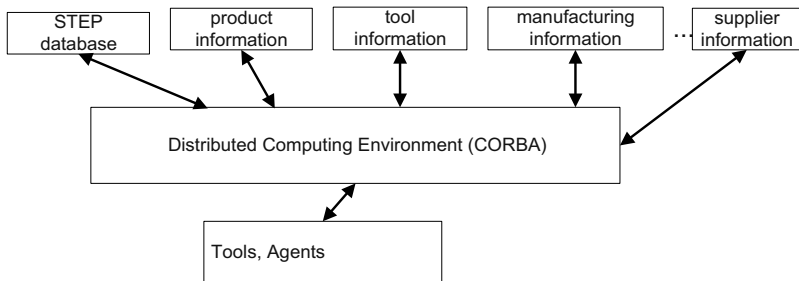 STEP
database
product
information
tool
information
manufacturing
information
...
supplier
information
Distributed Computing Environment (CORBA)
Tools, Agents